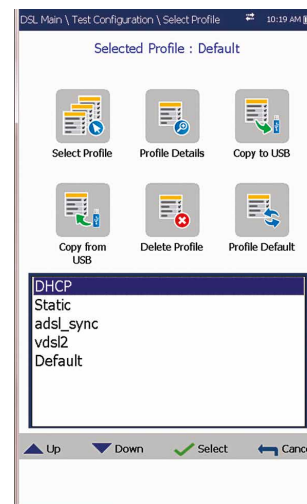 DSL Main \ Test Configuration \ Select Profile 10:19 AM
Selected Profile : Default
Select Profile
Profile Details
Copy to USB
Copy from
USB
Delete Profile
Profile Default
DHCP
Static
adsl_sync
vdsl2
Default
Up Down Select Cance